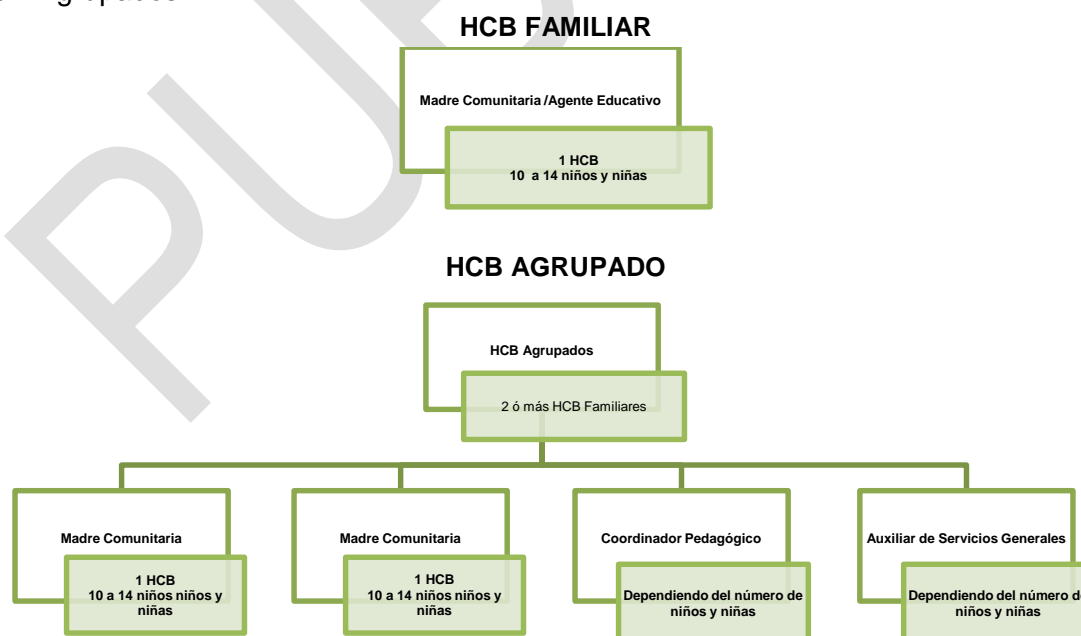 HCB FAMILIAR
Madre Comunitaria /Agente Educativo
1 HCB
10 a 14 niños y niñas
HCB AGRUPADO
HCB Agrupados
2 ó más HCB Familiares
Madre Comunitaria
1 HCB
10 a 14 niños niños y
niñas
Madre Comunitaria
1 HCB
10 a 14 niños niños y
niñas
Coordinador Pedagógico
Dependiendo del número de
niños y niñas
Auxiliar de Servicios Generales
Dependiendo del número de
niños y niñas